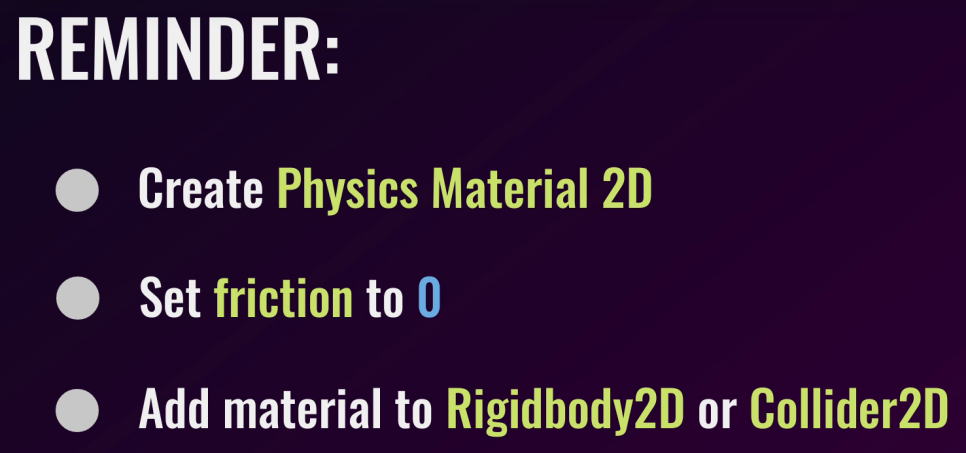 REMINDER:
Create Physics Material 2D
Set friction to 0
Add material to Rigidbody2D or Collider2D